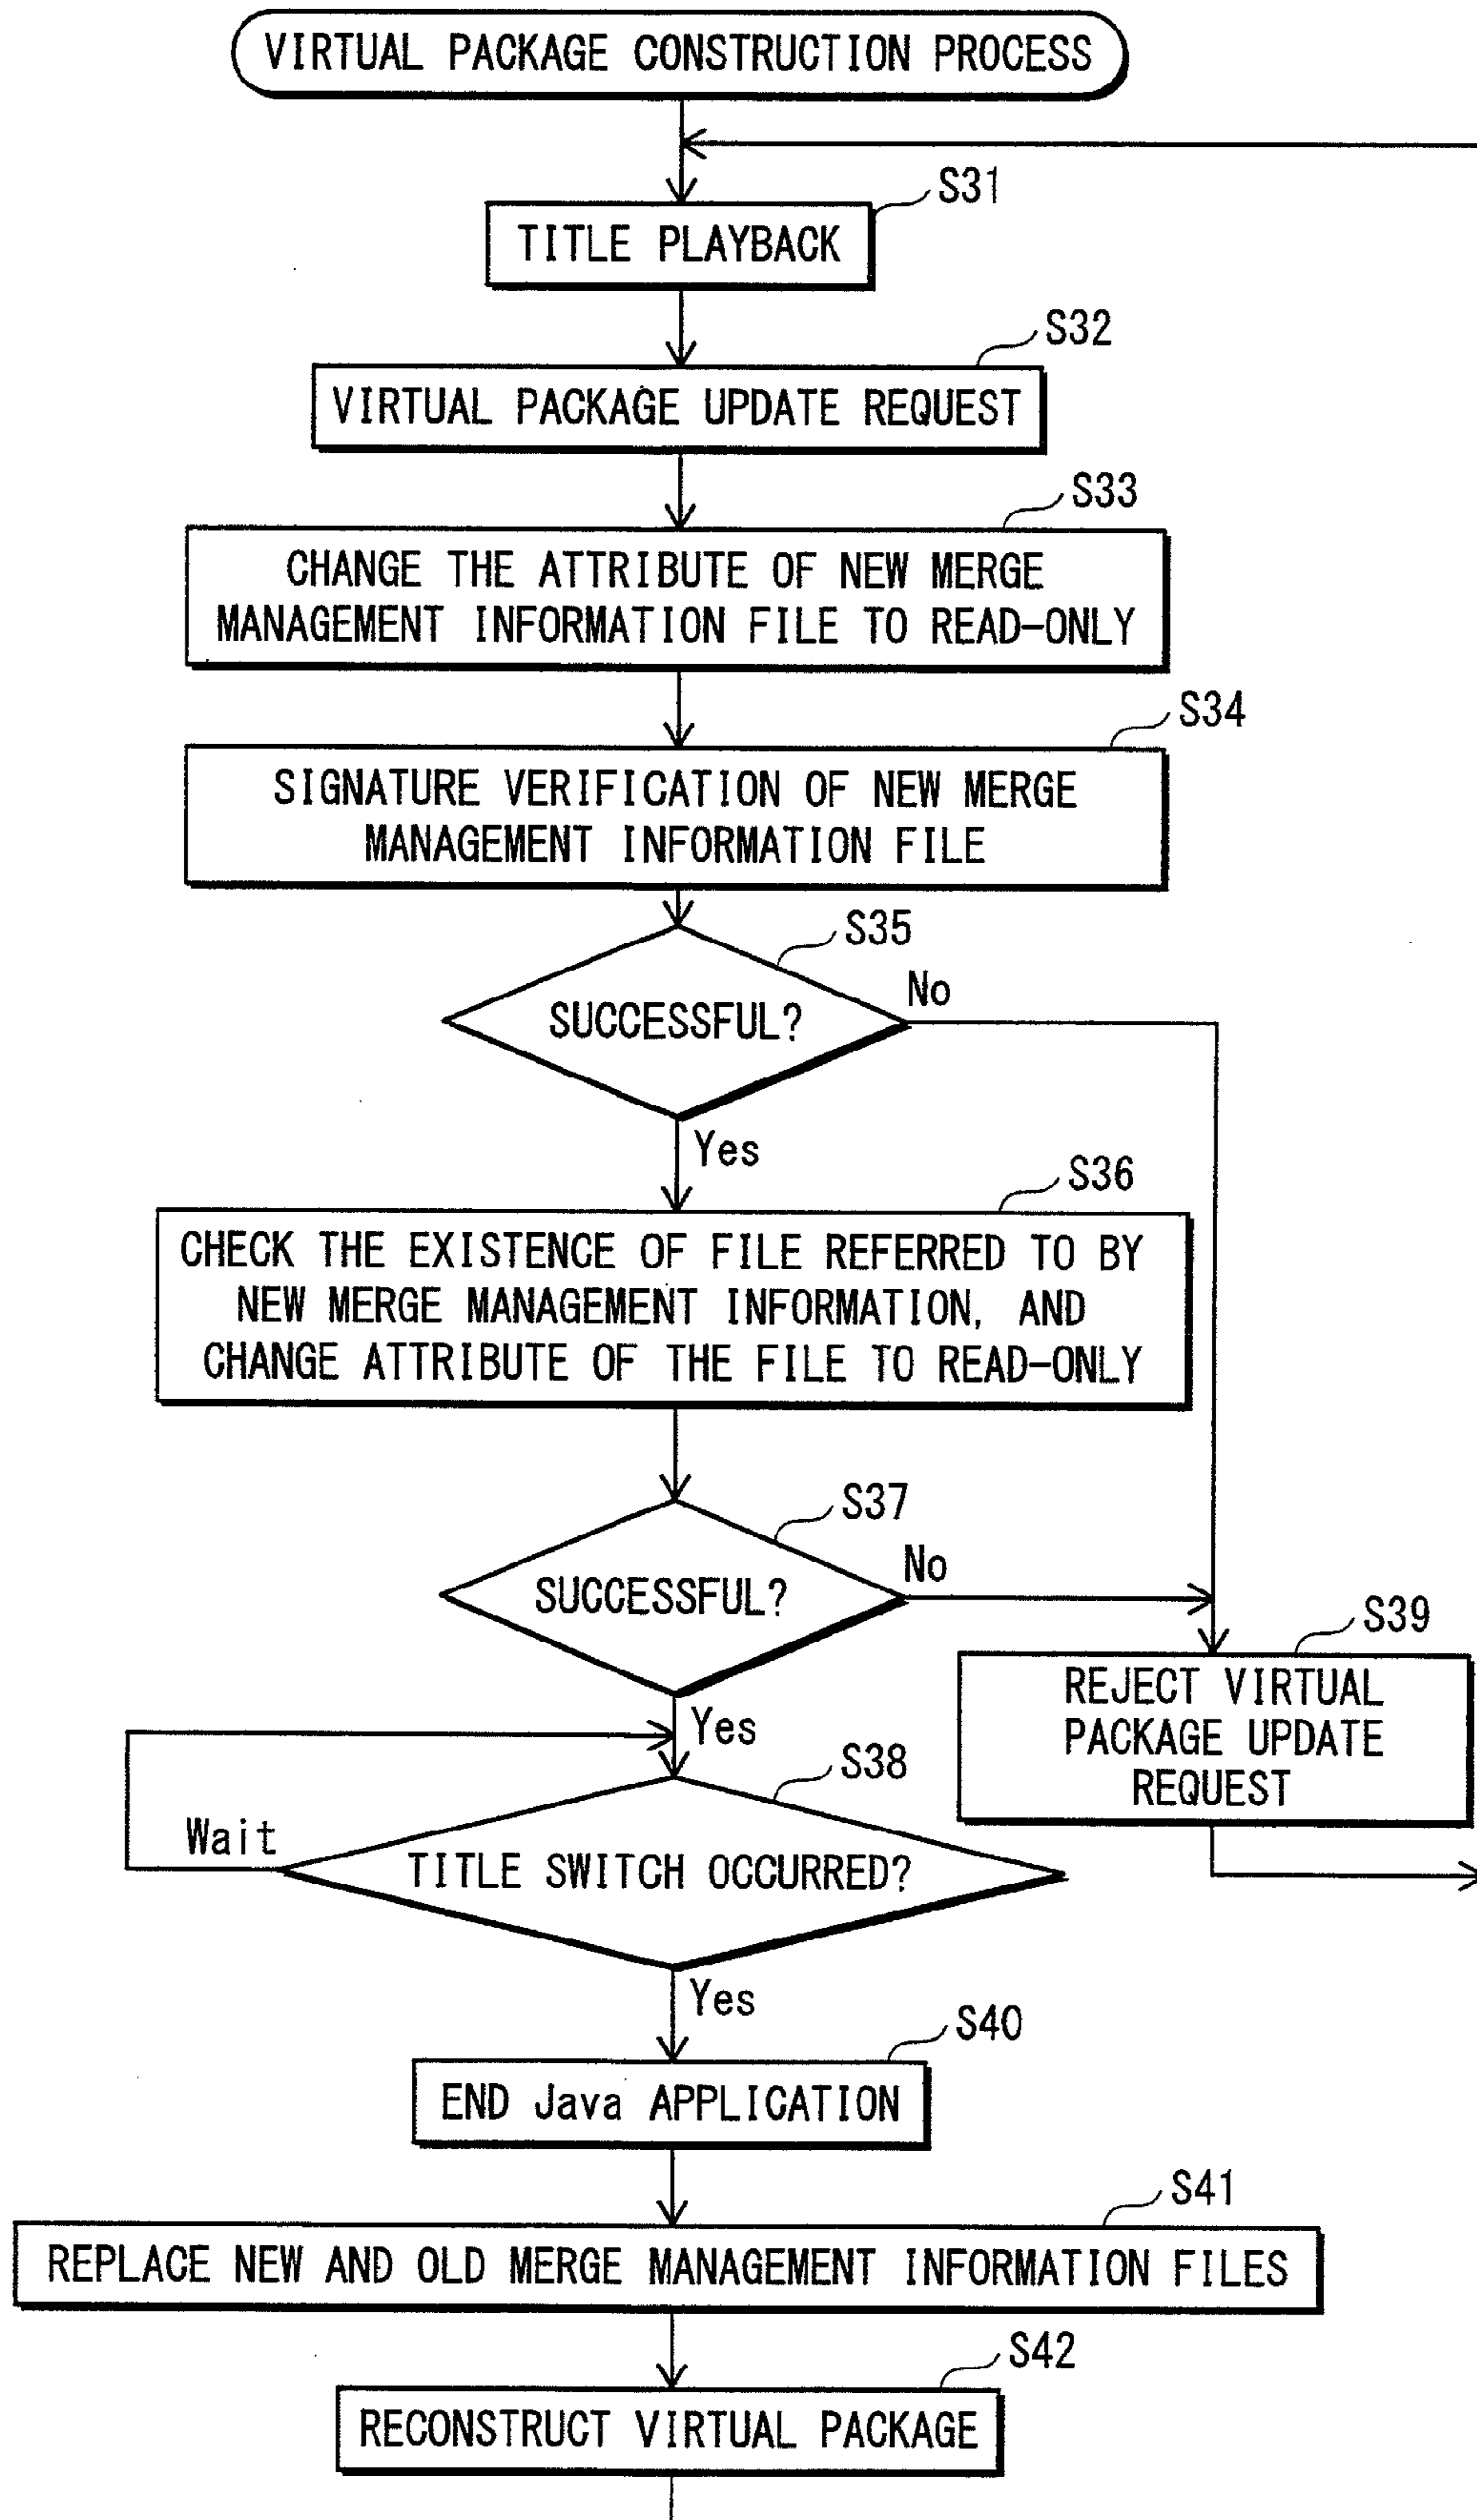 VIRTUAL PACKAGE CONSTRUCTION PROCESS
S31
TITLE PLAYBACK
S32
VIRTUAL PACKAGE UPDATE REQUEST
S33
CHANGE THE ATTRIBUTE OF NEW MERGE
MANAGEMENT INFORMATION FILE TO READ-ONLY
S34
SIGNATURE VERIFICATION OF NEW MERGE
MANAGEMENT INFORMATION FILE
S35
No
SUCCESSFUL?
Yes
S36
CHECK THE EXISTENCE OF FILE REFERRED TO BY
NEW MERGE MANAGEMENT INFORMATION, AND
CHANGE ATTRIBUTE OF THE FILE TO READ-ONLY
S37
No
SUCCESSFUL?
S39
REJECT VIRTUAL
PACKAGE UPDATE
REQUEST
Yes
S38
Wait
TITLE SWITCH OCCURRED?
Yes
S40
END Java APPLICATION
S41
REPLACE NEW AND OLD MERGE MANAGEMENT INFORMATION FILES
S42
RECONSTRUCT VIRTUAL PACKAGE